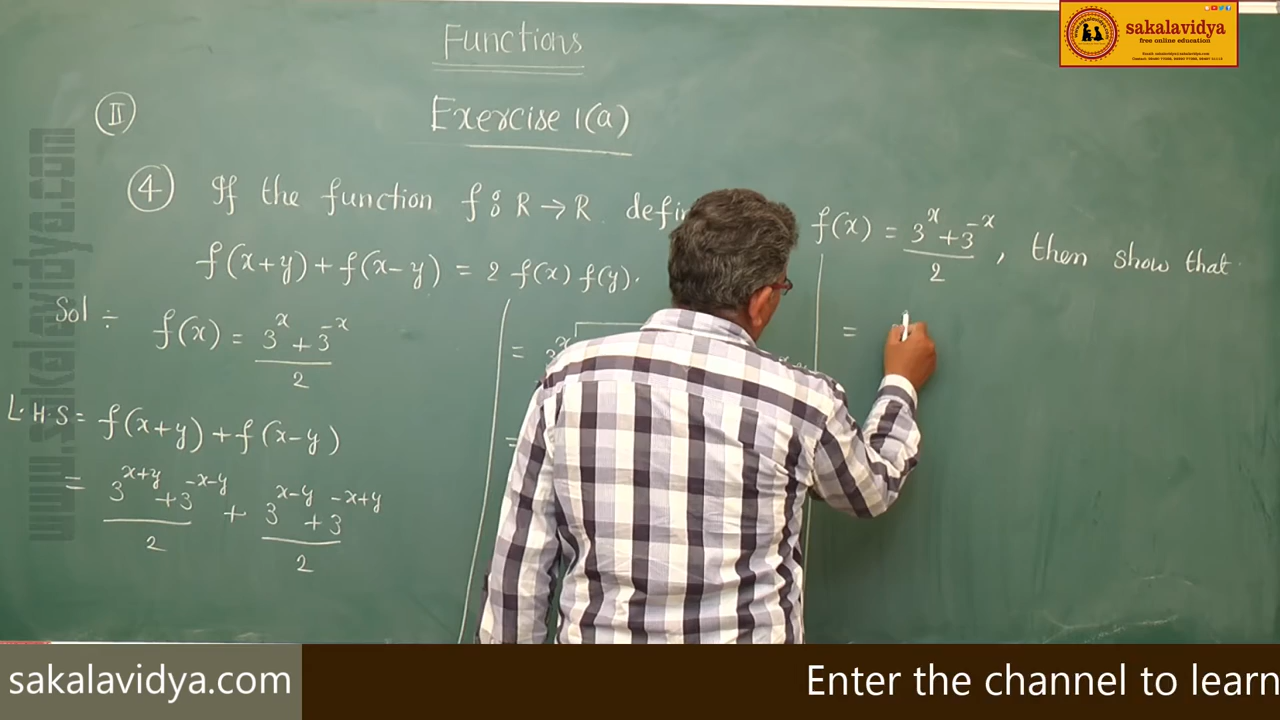 Functions
II
Exercise 1(a)
4 If the function f : R → R defin f(x) = (3^x + 3^-x)/2, then show that
f(x+y) + f(x-y) = 2 f(x) f(y).
Sol ÷ f(x) = (3^x + 3^-x)/2
L.H.S = f(x+y) + f(x-y)
= (3^(x+y) + 3^(-x-y))/2 + (3^(x-y) + 3^(-x+y))/2
= 3^x
=
=
sakalavidya
free online education
www.sakalavidya.com
sakalavidya.com
Enter the channel to learn